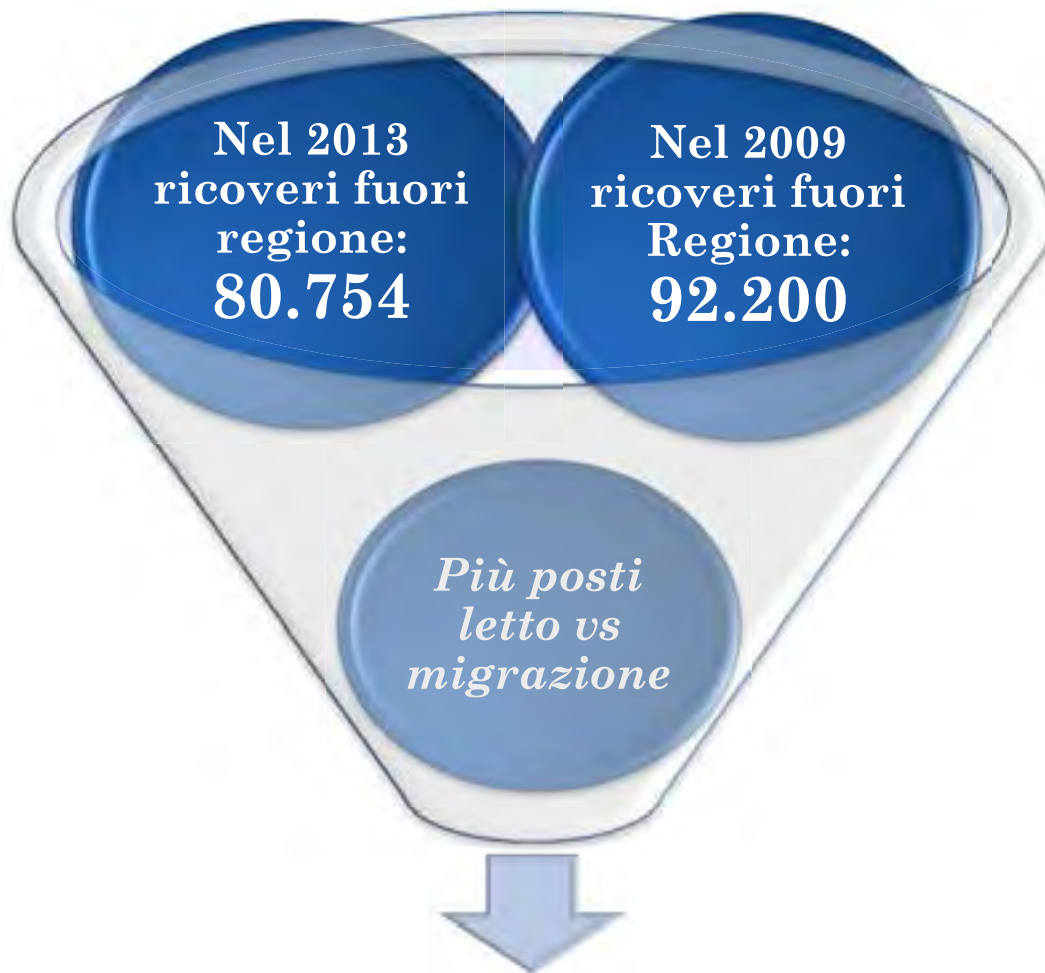 Nel 2013
ricoveri fuori
regione:
80.754
Nel 2009
ricoveri fuori
Regione:
92.200
Più posti
letto vs
migrazione